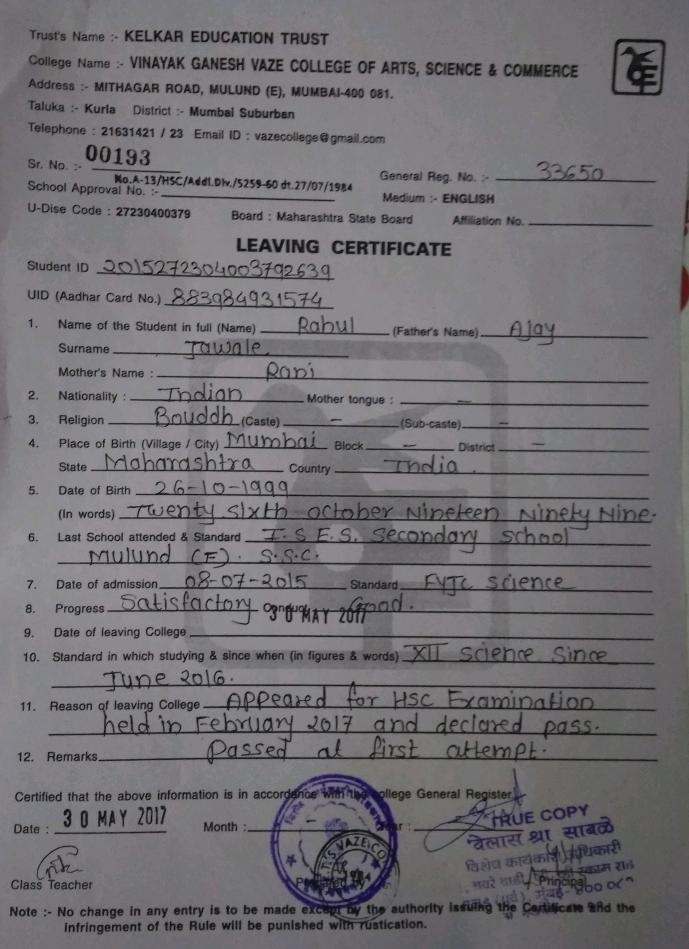 Trust's Name :- KELKAR EDUCATION TRUST
College Name :- VINAYAK GANESH VAZE COLLEGE OF ARTS, SCIENCE & COMMERCE
Address :- MITHAGAR ROAD, MULUND (E), MUMBAI-400 081.
Taluka :- Kurla District :- Mumbai Suburban
Telephone : 21631421 / 23 Email ID : vazecollege@gmail.com
Sr. No. :- 00193 General Reg. No. :- 33650
School Approval No. :- No.A-13/HSC/Addl.Div./5259-60 dt.27/07/1984 Medium :- ENGLISH
U-Dise Code : 27230400379 Board : Maharashtra State Board Affiliation No.
LEAVING CERTIFICATE
Student ID 2015272304003792639
UID (Aadhar Card No.) 883984931574
1. Name of the Student in full (Name) Rahul (Father's Name) Ajay
Surname Jawale.
Mother's Name : Rani
2. Nationality : Indian Mother tongue : —
3. Religion Bouddh (Caste) — (Sub-caste) —
4. Place of Birth (Village / City) Mumbai Block — District —
State Maharashtra Country India.
5. Date of Birth 26-10-1999
(In words) Twenty sixth october Nineteen Ninety Nine.
6. Last School attended & Standard I.S.E.S. Secondary School
Mulund (E). S.S.C.
7. Date of admission 08-07-2015 Standard FYJC Science
8. Progress Satisfactory Conduct Good.
30 MAY 2017
9. Date of leaving College
10. Standard in which studying & since when (in figures & words) XII Science Since
June 2016.
11. Reason of leaving College Appeared for HSC Examination
held in February 2017 and declared pass.
12. Remarks Passed at first attempt.
Certified that the above information is in accordance with the college General Register.
Date : 30 MAY 2017 Month : — Year :
TRUE COPY
विशेष कार्यकारी अधिकारी
Class Teacher Principal
Note :- No change in any entry is to be made except by the authority issuing the Certificate and the
infringement of the Rule will be punished with rustication.